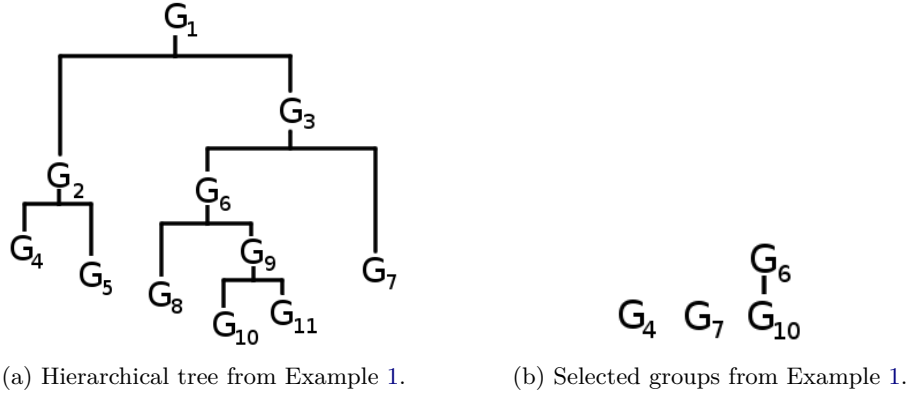 G1
G3
G2
G6
G4
G5
G9
G7
G8
G10
G11
G6
G4 G7 G10
(a) Hierarchical tree from Example 1.
(b) Selected groups from Example 1.